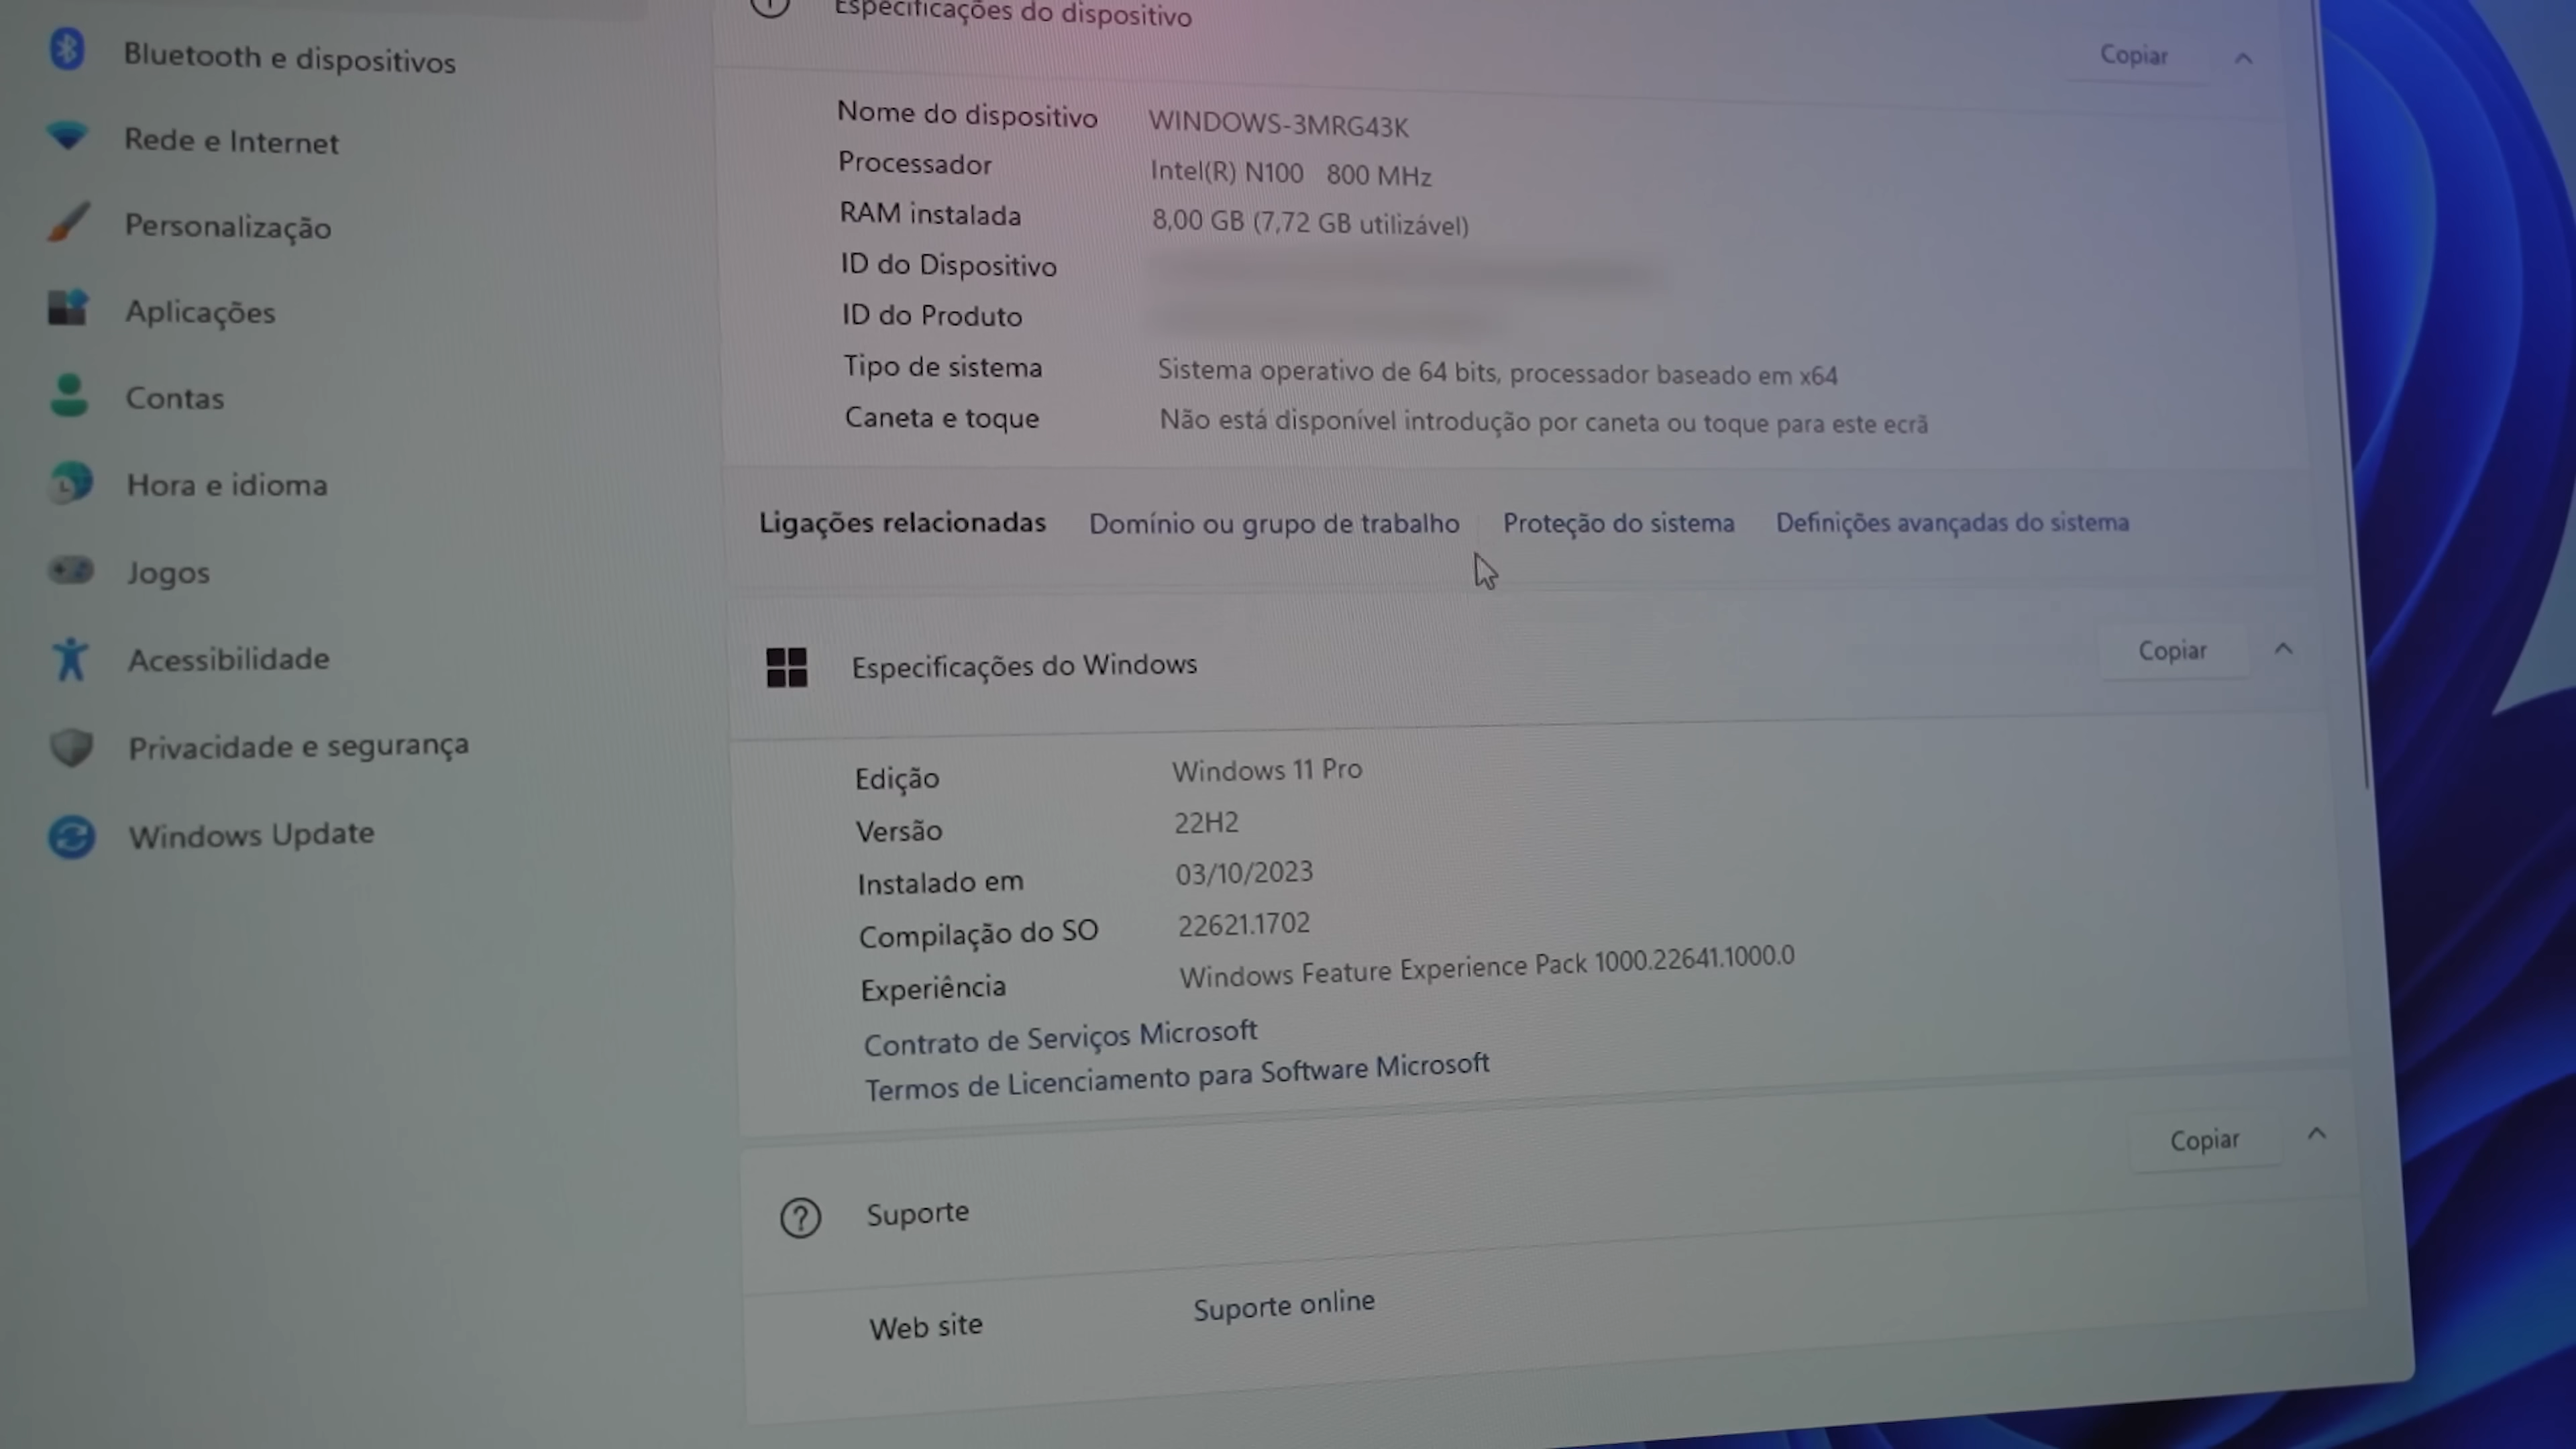 Bluetooth e dispositivos
Rede e Internet
Personalização
Aplicações
Contas
Hora e idioma
Jogos
Acessibilidade
Privacidade e segurança
Windows Update
Especificações do dispositivo
Copiar
Nome do dispositivo WINDOWS-3MRG43K
Processador Intel(R) N100 800 MHz
RAM instalada 8,00 GB (7,72 GB utilizável)
ID do Dispositivo
ID do Produto
Tipo de sistema Sistema operativo de 64 bits, processador baseado em x64
Caneta e toque Não está disponível introdução por caneta ou toque para este ecrã
Ligações relacionadas Domínio ou grupo de trabalho Proteção do sistema Definições avançadas do sistema
Especificações do Windows Copiar
Edição Windows 11 Pro
Versão 22H2
Instalado em 03/10/2023
Compilação do SO 22621.1702
Experiência Windows Feature Experience Pack 1000.22641.1000.0
Contrato de Serviços Microsoft
Termos de Licenciamento para Software Microsoft
Suporte Copiar
Web site Suporte online